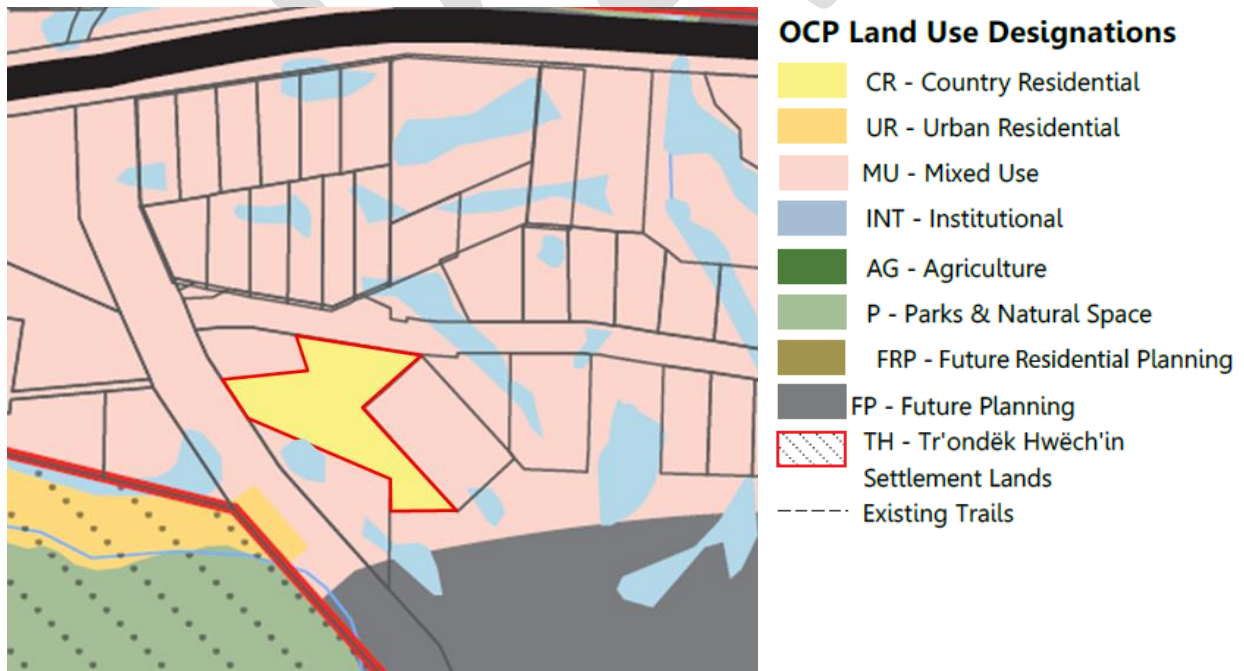 OCP Land Use Designations
CR - Country Residential
UR - Urban Residential
MU - Mixed Use
INT - Institutional
AG - Agriculture
P - Parks & Natural Space
FRP - Future Residential Planning
FP - Future Planning
TH - Tr'ondëk Hwëch'in
Settlement Lands
Existing Trails